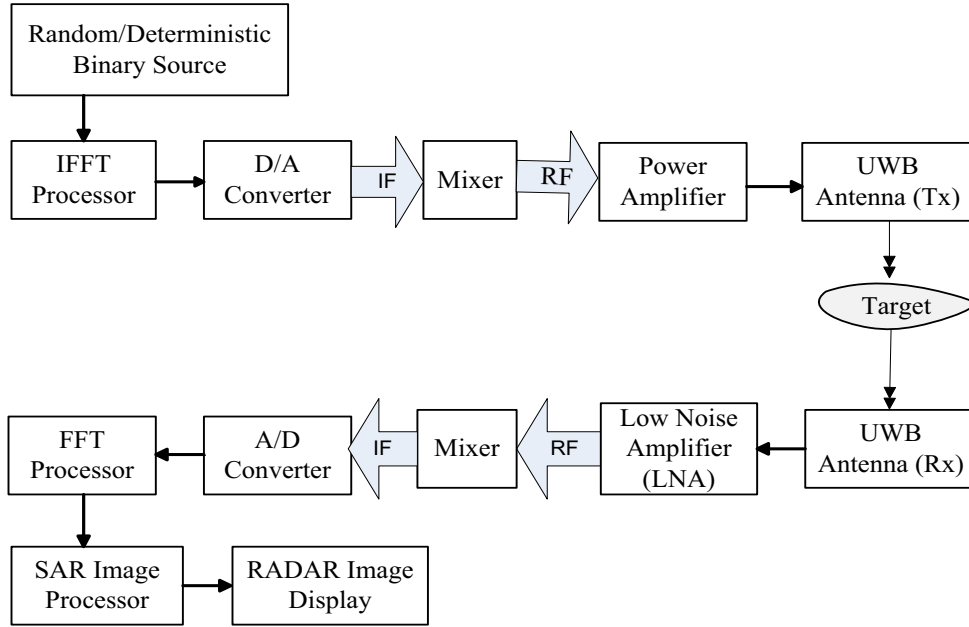 Random/Deterministic
Binary Source
IFFT
Processor
D/A
Converter
IF
Mixer
RF
Power
Amplifier
UWB
Antenna (Tx)
Target
UWB
Antenna (Rx)
Low Noise
Amplifier
(LNA)
RF
Mixer
IF
A/D
Converter
FFT
Processor
SAR Image
Processor
RADAR Image
Display